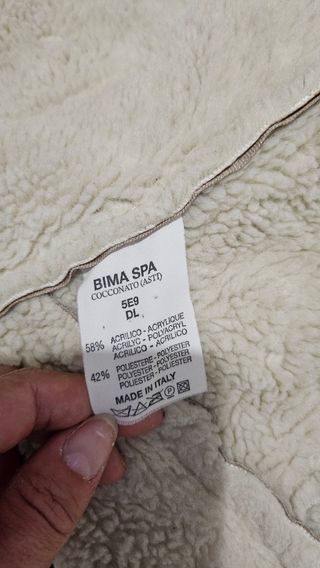 BIMA SPA
COCCONATO (ASTI)
5E9
DL
58% ACRILICO - ACRYLIQUE
ACRILYC - POLYACRYL
ACRILICO - ACRILICO
42% POLIESTERE - POLYESTER
POLYESTER - POLYESTER
POLIESTER - POLIESTER
MADE IN ITALY
P